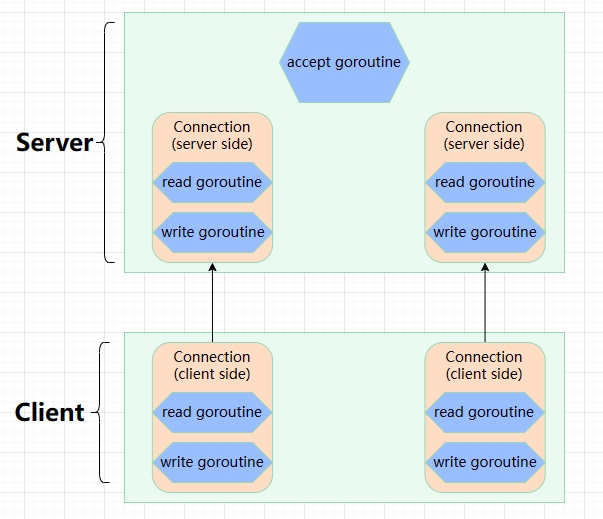 Server
accept goroutine
Connection
(server side)
read goroutine
write goroutine
Connection
(server side)
read goroutine
write goroutine
Client
Connection
(client side)
read goroutine
write goroutine
Connection
(client side)
read goroutine
write goroutine